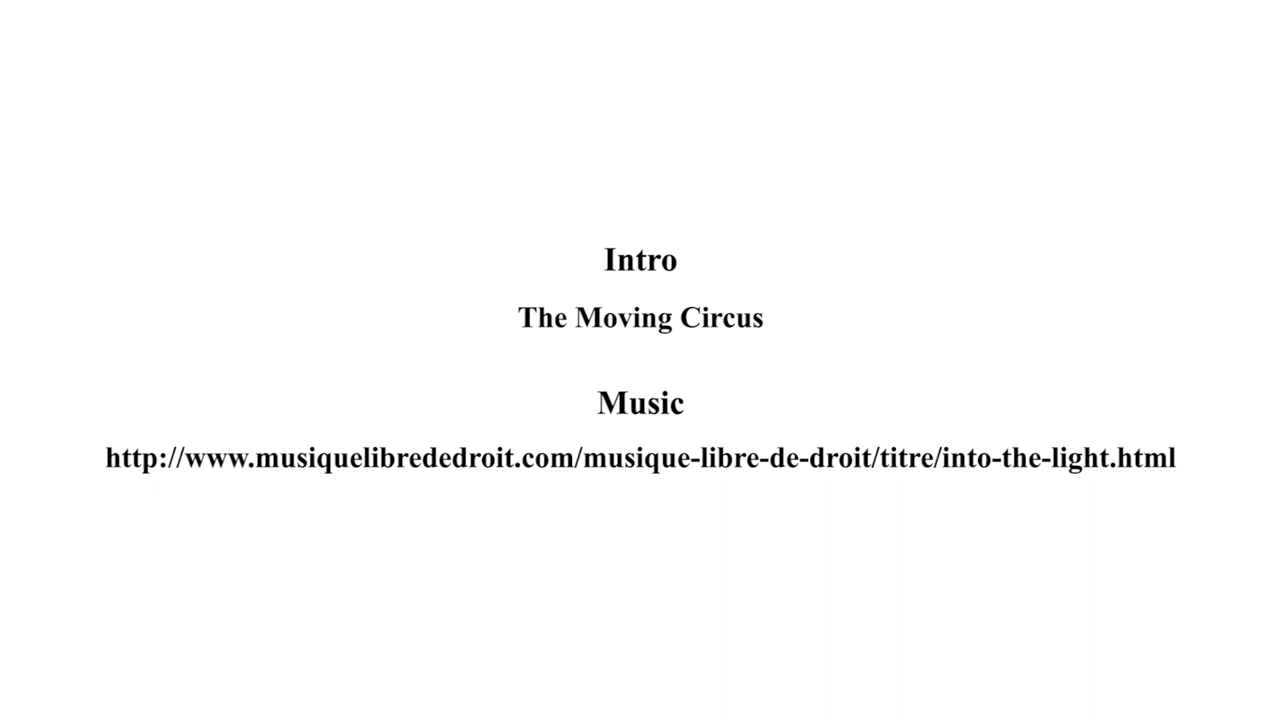 Intro
The Moving Circus
Music
http://www.musiquelibrededroit.com/musique-libre-de-droit/titre/into-the-light.html